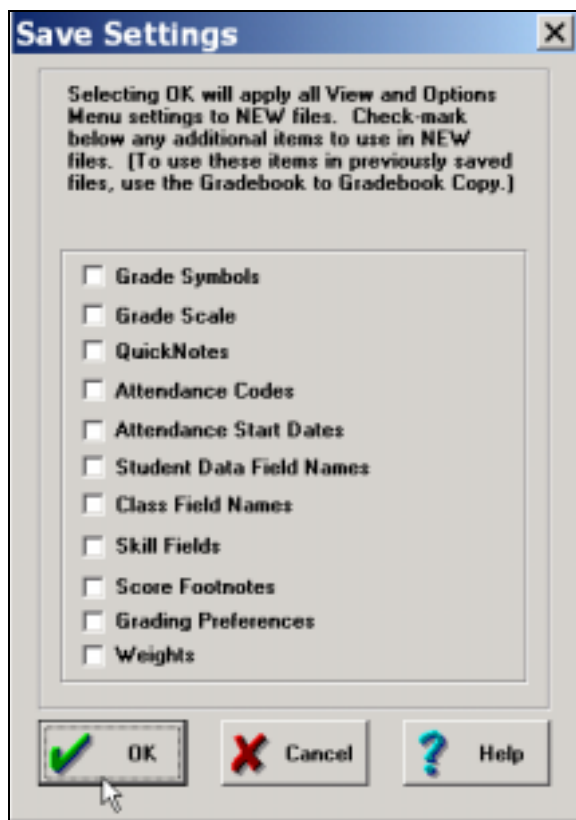 Save Settings
Selecting OK will apply all View and Options
Menu settings to NEW files. Check-mark
below any additional items to use in NEW
files. (To use these items in previously saved
files, use the Gradebook to Gradebook Copy.)
Grade Symbols
Grade Scale
QuickNotes
Attendance Codes
Attendance Start Dates
Student Data Field Names
Class Field Names
Skill Fields
Score Footnotes
Grading Preferences
Weights
OK
Cancel
Help